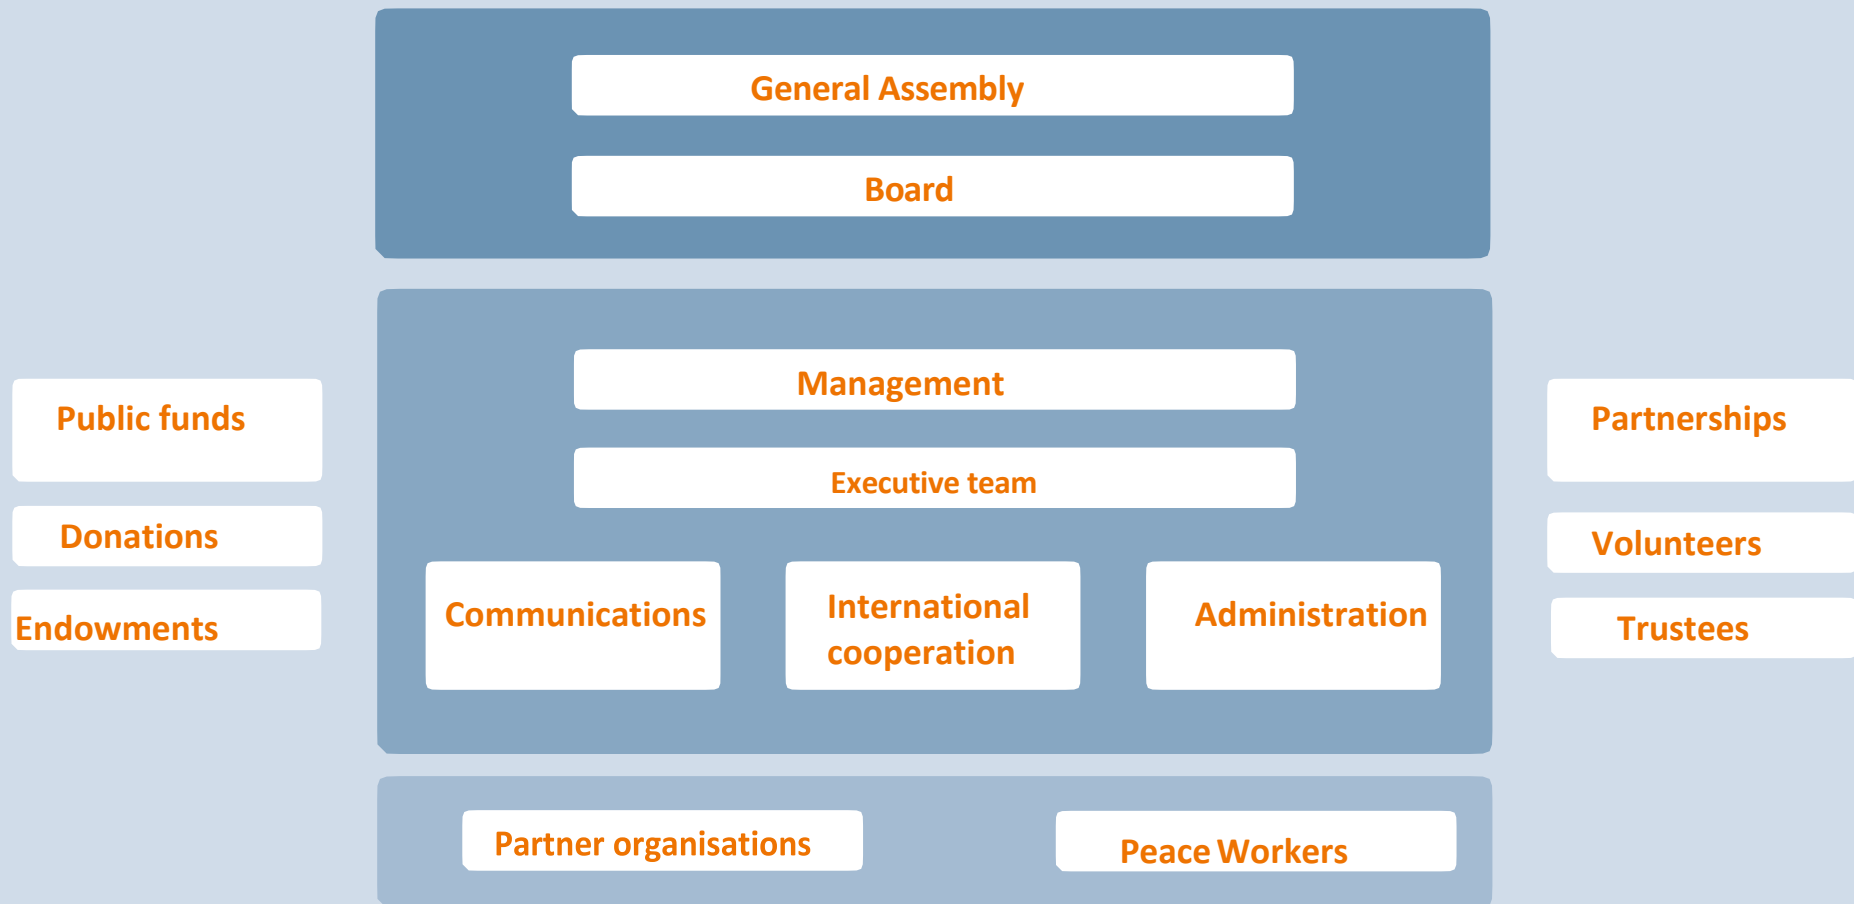 General Assembly
Board
Management
Executive team
Public funds
Donations
Endowments
Communications
International
cooperation
Administration
Partnerships
Volunteers
Trustees
Partner organisations
Peace Workers